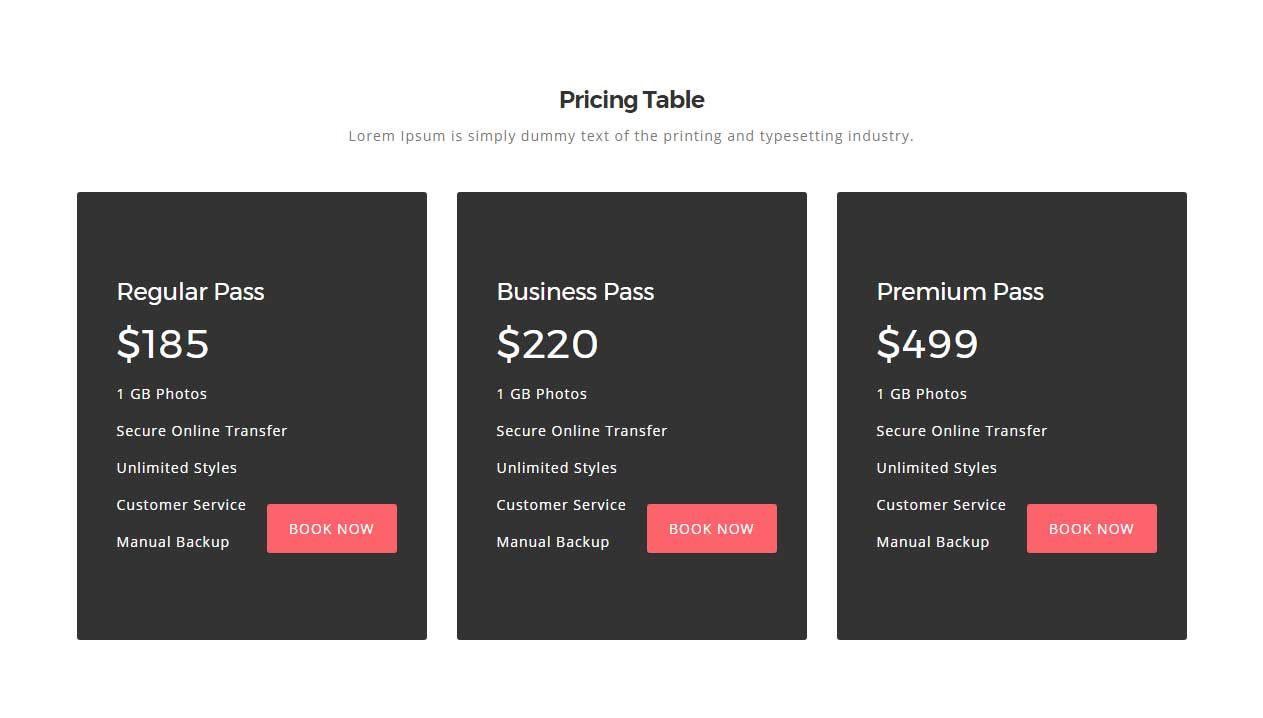 Pricing Table
Lorem Ipsum is simply dummy text of the printing and typesetting industry.
Regular Pass
$185
1 GB Photos
Secure Online Transfer
Unlimited Styles
Customer Service
Manual Backup
BOOK NOW
Business Pass
$220
1 GB Photos
Secure Online Transfer
Unlimited Styles
Customer Service
Manual Backup
BOOK NOW
Premium Pass
$499
1 GB Photos
Secure Online Transfer
Unlimited Styles
Customer Service
Manual Backup
BOOK NOW